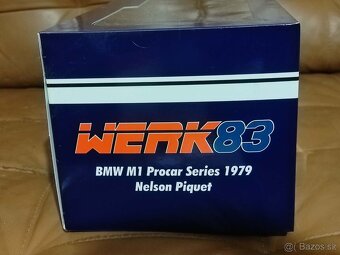 WERK83
BMW M1 Procar Series 1979
Nelson Piquet
Bazos.sk